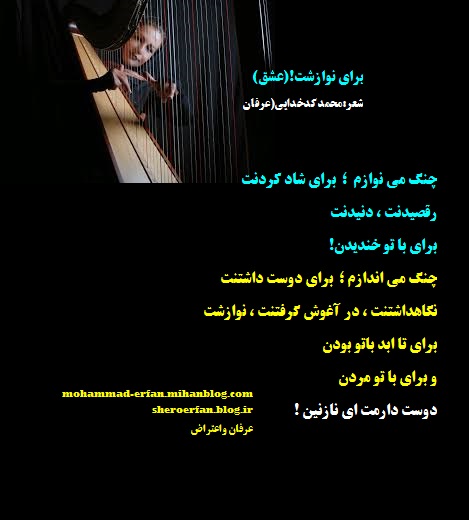 برای نوازشت!(عشق)
شعر:محمد کدخدایی(عرفان
چنگ می نوازم ؛ برای شاد کردنت
رقصیدنت ، دنیدنت
برای با تو خندیدن!
چنگ می اندازم ؛ برای دوست داشتنت
نگاهداشتنت ، در آغوش گرفتنت ، نوازشت
برای تا ابد باتو بودن
و برای با تو مردن
دوست دارمت ای نازنین !
mohammad-erfan.mihanblog.com
sheroerfan.blog.ir
عرفان واعتراض